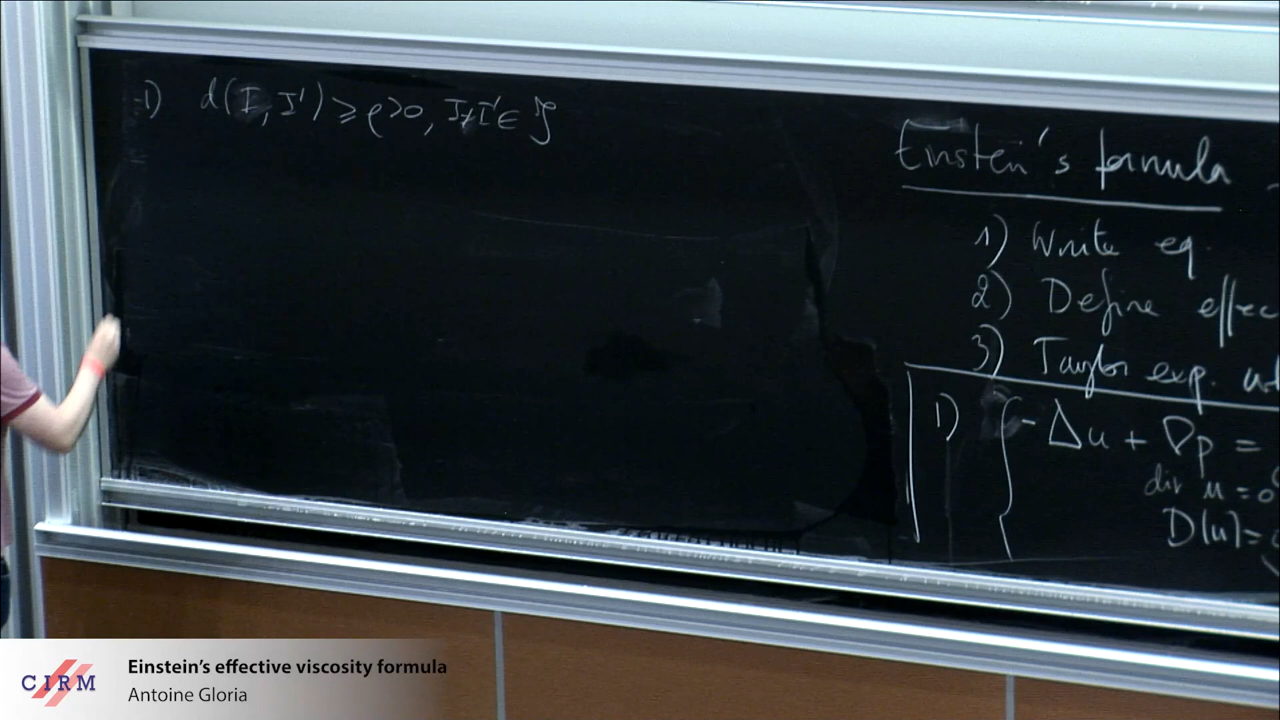 -1) d(I, I') ⩾ ρ>0, I≠I' ∈ 𝒥
Einstein's formula
1) Write eq.
2) Define effec
3) Taylor exp.
1) { -Δu + ∇p =
div u = 0
D(u) =
CIRM
Einstein's effective viscosity formula
Antoine Gloria